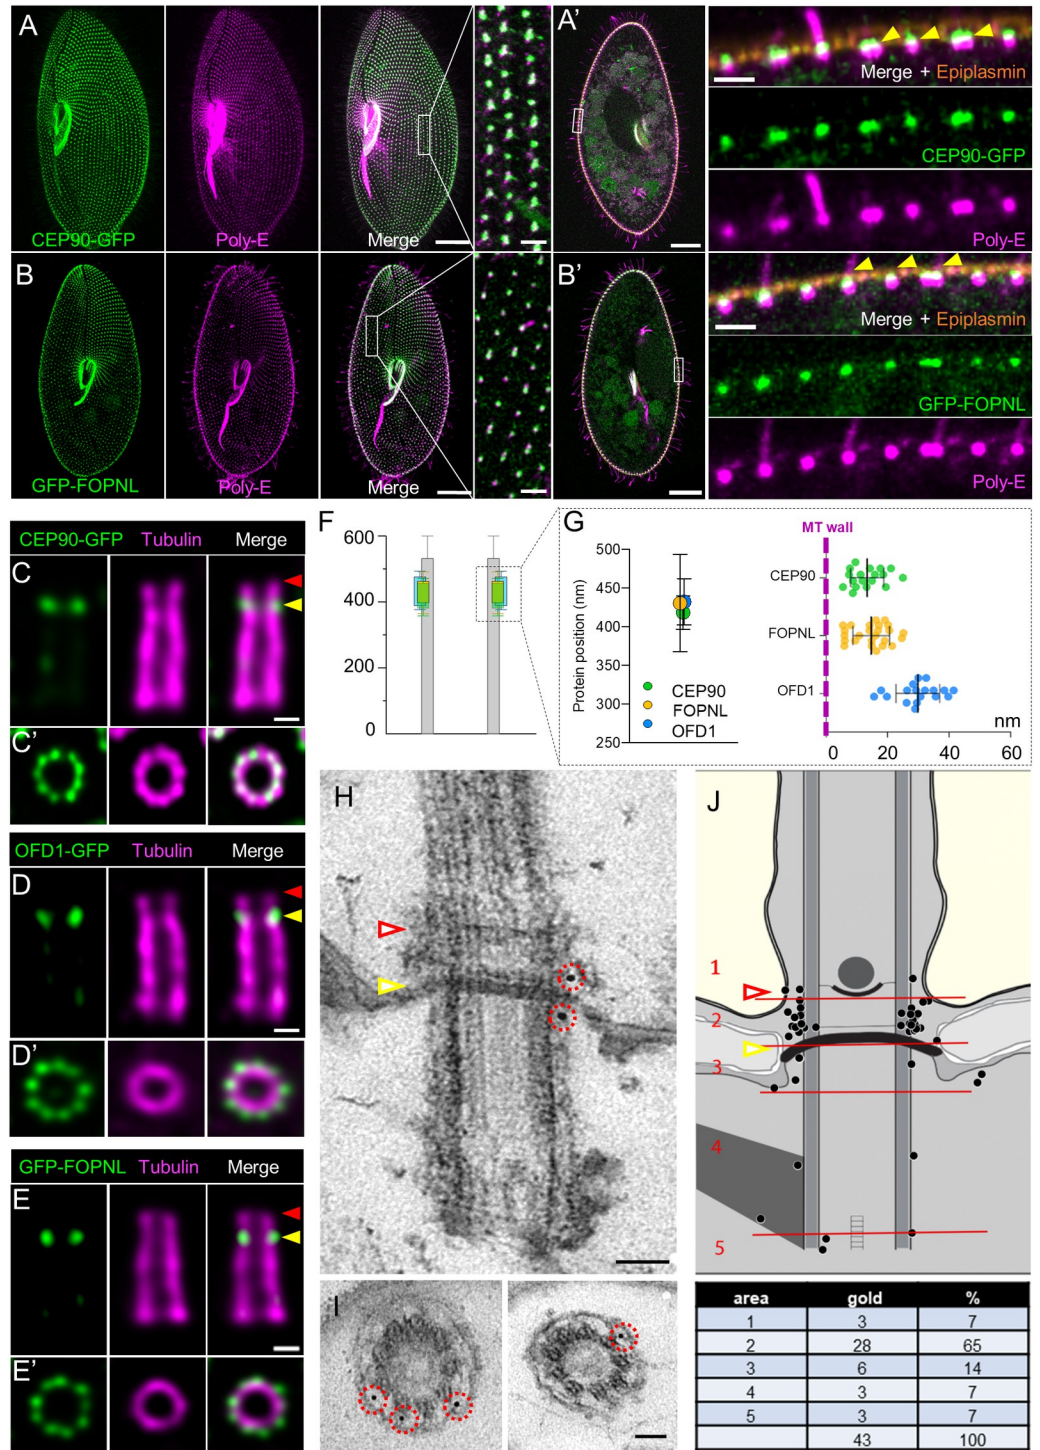 A
CEP90-GFP
Poly-E
Merge
A'
Merge + Epiplasmin
CEP90-GFP
Poly-E
B
GFP-FOPNL
Poly-E
Merge
B'
Merge + Epiplasmin
GFP-FOPNL
Poly-E
CEP90-GFP Tubulin Merge
C
C'
OFD1-GFP Tubulin Merge
D
D'
GFP-FOPNL Tubulin Merge
E
E'
F
600
400
200
0
G
Protein position (nm)
500
450
400
350
300
250
CEP90
FOPNL
OFD1
MT wall
CEP90
FOPNL
OFD1
nm
0 20 40 60
H
I
J
1
2
3
4
5
area gold %
1 3 7
2 28 65
3 6 14
4 3 7
5 3 7
43 100